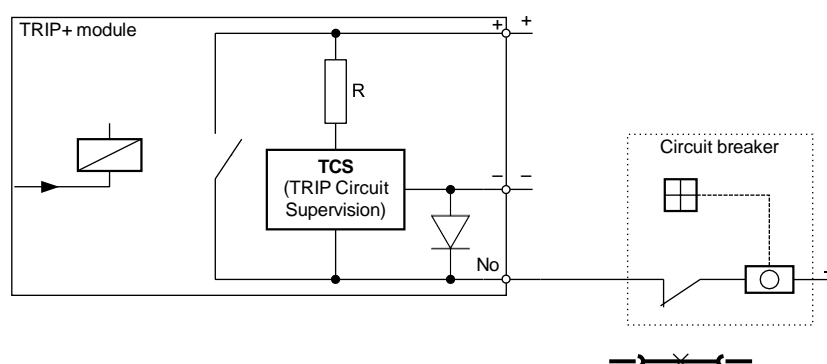 TRIP+ module
+ +
R
TCS
(TRIP Circuit
Supervision)
– –
No
Circuit breaker
–